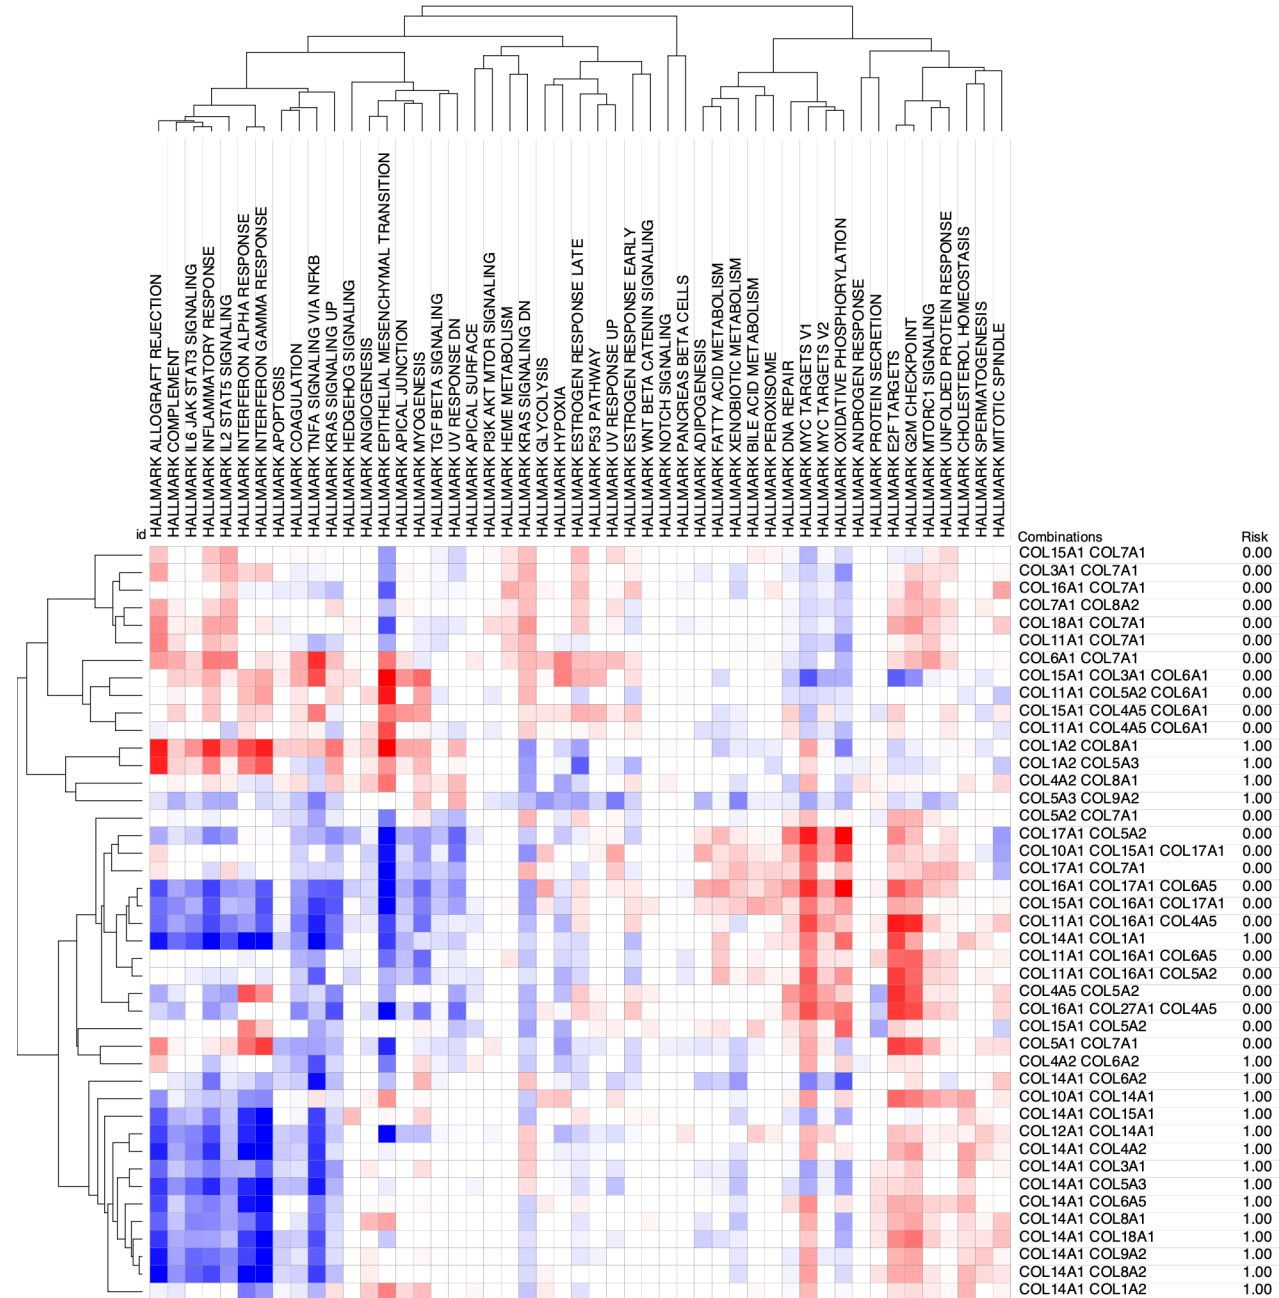 HALLMARK ALLOGRAFT REJECTION
HALLMARK COMPLEMENT
HALLMARK IL6 JAK STAT3 SIGNALING
HALLMARK INFLAMMATORY RESPONSE
HALLMARK IL2 STAT5 SIGNALING
HALLMARK INTERFERON ALPHA RESPONSE
HALLMARK INTERFERON GAMMA RESPONSE
HALLMARK APOPTOSIS
HALLMARK COAGULATION
HALLMARK TNFA SIGNALING VIA NFKB
HALLMARK KRAS SIGNALING UP
HALLMARK HEDGEHOG SIGNALING
HALLMARK ANGIOGENESIS
HALLMARK EPITHELIAL MESENCHYMAL TRANSITION
HALLMARK APICAL JUNCTION
HALLMARK MYOGENESIS
HALLMARK TGF BETA SIGNALING
HALLMARK UV RESPONSE DN
HALLMARK APICAL SURFACE
HALLMARK PI3K AKT MTOR SIGNALING
HALLMARK HEME METABOLISM
HALLMARK KRAS SIGNALING DN
HALLMARK GLYCOLYSIS
HALLMARK HYPOXIA
HALLMARK ESTROGEN RESPONSE LATE
HALLMARK P53 PATHWAY
HALLMARK UV RESPONSE UP
HALLMARK ESTROGEN RESPONSE EARLY
HALLMARK WNT BETA CATENIN SIGNALING
HALLMARK NOTCH SIGNALING
HALLMARK PANCREAS BETA CELLS
HALLMARK ADIPOGENESIS
HALLMARK FATTY ACID METABOLISM
HALLMARK XENOBIOTIC METABOLISM
HALLMARK BILE ACID METABOLISM
HALLMARK PEROXISOME
HALLMARK DNA REPAIR
HALLMARK MYC TARGETS V1
HALLMARK MYC TARGETS V2
HALLMARK OXIDATIVE PHOSPHORYLATION
HALLMARK ANDROGEN RESPONSE
HALLMARK PROTEIN SECRETION
HALLMARK E2F TARGETS
HALLMARK G2M CHECKPOINT
HALLMARK MTORC1 SIGNALING
HALLMARK UNFOLDED PROTEIN RESPONSE
HALLMARK CHOLESTEROL HOMEOSTASIS
HALLMARK SPERMATOGENESIS
HALLMARK MITOTIC SPINDLE
id Combinations Risk
COL15A1 COL7A1 0.00
COL3A1 COL7A1 0.00
COL16A1 COL7A1 0.00
COL7A1 COL8A2 0.00
COL18A1 COL7A1 0.00
COL11A1 COL7A1 0.00
COL6A1 COL7A1 0.00
COL15A1 COL3A1 COL6A1 0.00
COL11A1 COL5A2 COL6A1 0.00
COL15A1 COL4A5 COL6A1 0.00
COL11A1 COL4A5 COL6A1 0.00
COL1A2 COL8A1 1.00
COL1A2 COL5A3 1.00
COL4A2 COL8A1 1.00
COL5A3 COL9A2 1.00
COL5A2 COL7A1 0.00
COL17A1 COL5A2 0.00
COL10A1 COL15A1 COL17A1 0.00
COL17A1 COL7A1 0.00
COL16A1 COL17A1 COL6A5 0.00
COL15A1 COL16A1 COL17A1 0.00
COL11A1 COL16A1 COL4A5 0.00
COL14A1 COL1A1 1.00
COL11A1 COL16A1 COL6A5 0.00
COL11A1 COL16A1 COL5A2 0.00
COL4A5 COL5A2 0.00
COL16A1 COL27A1 COL4A5 0.00
COL15A1 COL5A2 0.00
COL5A1 COL7A1 0.00
COL4A2 COL6A2 1.00
COL14A1 COL6A2 1.00
COL10A1 COL14A1 1.00
COL14A1 COL15A1 1.00
COL12A1 COL14A1 1.00
COL14A1 COL4A2 1.00
COL14A1 COL3A1 1.00
COL14A1 COL5A3 1.00
COL14A1 COL6A5 1.00
COL14A1 COL8A1 1.00
COL14A1 COL18A1 1.00
COL14A1 COL9A2 1.00
COL14A1 COL8A2 1.00
COL14A1 COL1A2 1.00